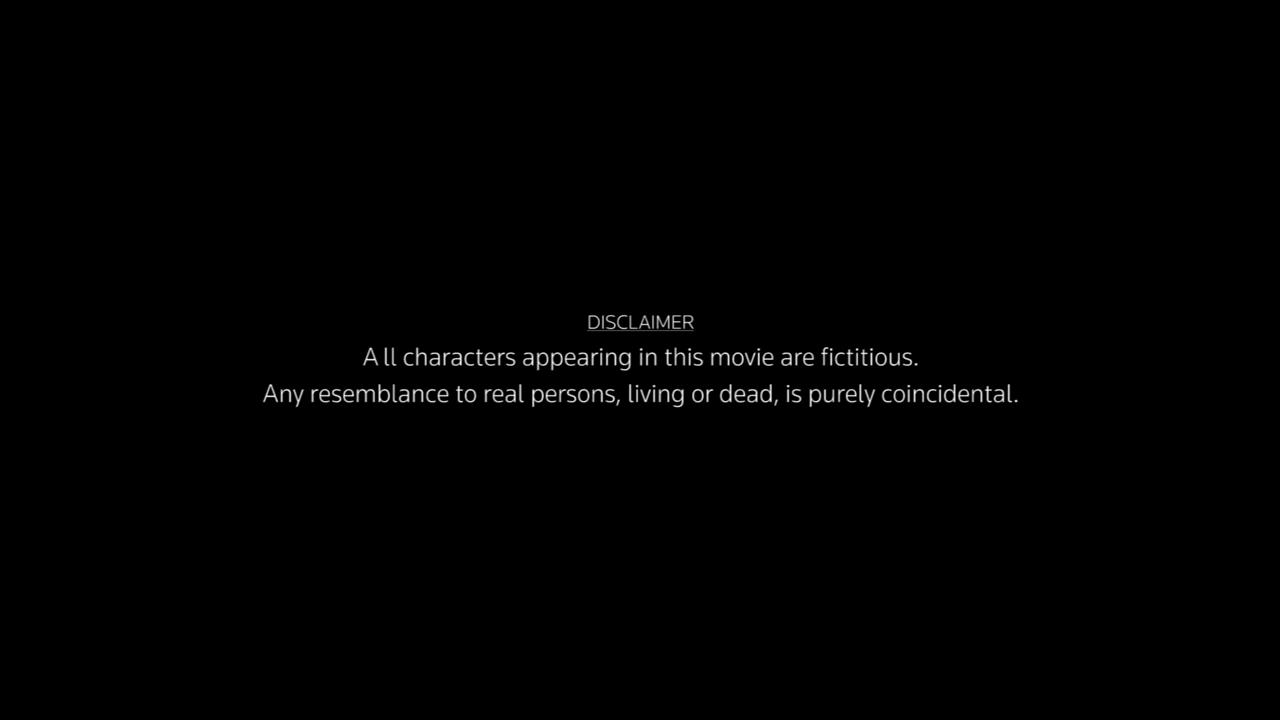 DISCLAIMER
A ll characters appearing in this movie are fictitious.
Any resemblance to real persons, living or dead, is purely coincidental.